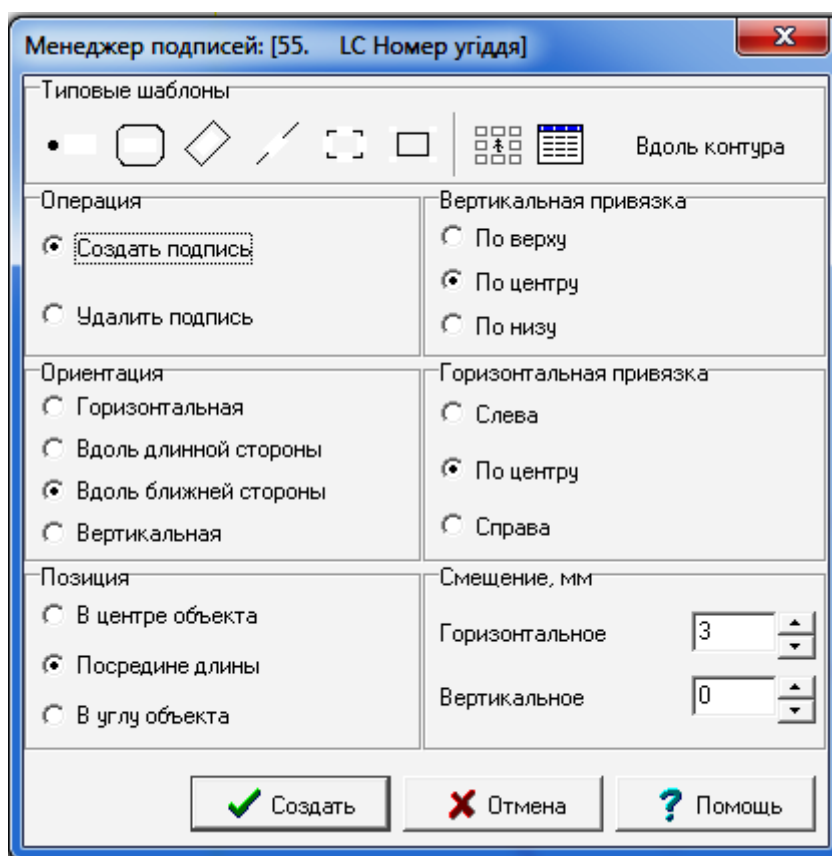 Менеджер подписей: [55. LC Номер угіддя]
Типовые шаблоны
Вдоль контура
Операция
Создать подпись
Удалить подпись
Вертикальная привязка
По верху
По центру
По низу
Ориентация
Горизонтальная
Вдоль длинной стороны
Вдоль ближней стороны
Вертикальная
Горизонтальная привязка
Слева
По центру
Справа
Позиция
В центре объекта
Посредине длины
В углу объекта
Смещение, мм
Горизонтальное 3
Вертикальное 0
Создать Отмена Помощь